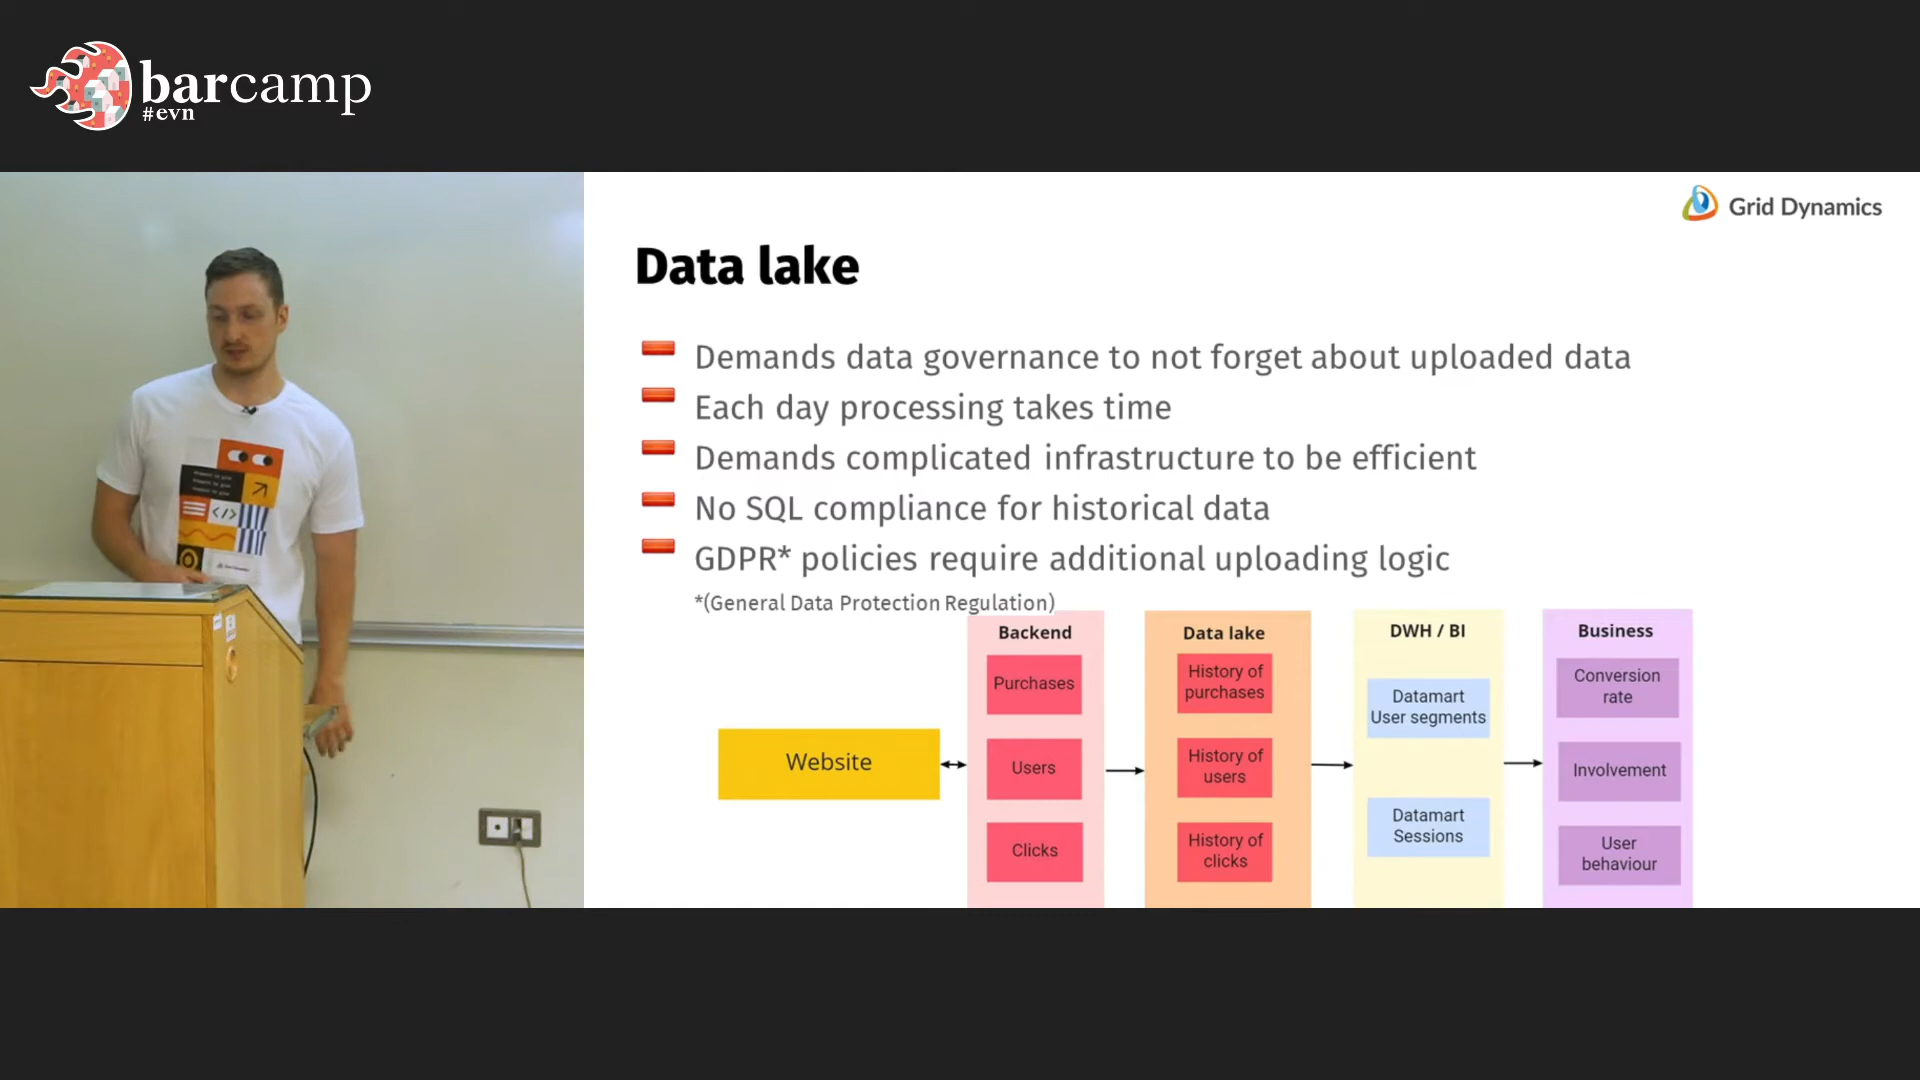 barcamp
#evn
Grid Dynamics
Data lake
Demands data governance to not forget about uploaded data
Each day processing takes time
Demands complicated infrastructure to be efficient
No SQL compliance for historical data
GDPR* policies require additional uploading logic
*(General Data Protection Regulation)
Website
Backend
Purchases
Users
Clicks
Data lake
History of
purchases
History of
users
History of
clicks
DWH / BI
Datamart
User segments
Datamart
Sessions
Business
Conversion
rate
Involvement
User
behaviour